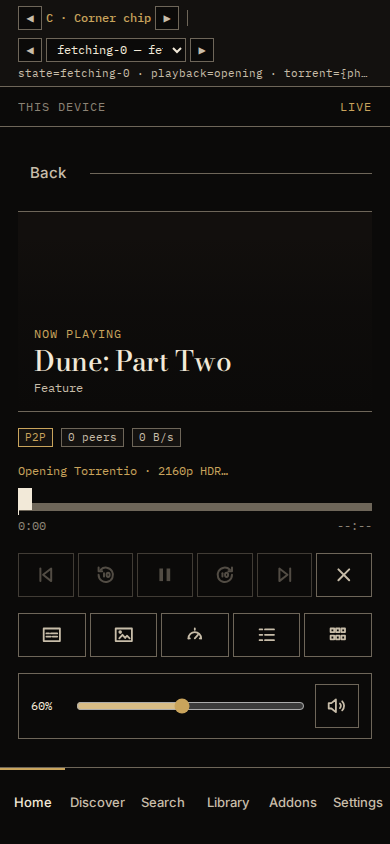 ◀ C · Corner chip ▶
◀ fetching-0 — fe ▶
state=fetching-0 · playback=opening · torrent={ph…
THIS DEVICE LIVE
Back
NOW PLAYING
Dune: Part Two
Feature
P2P 0 peers 0 B/s
Opening Torrentio · 2160p HDR…
0:00 --:--
10 10
60%
Home Discover Search Library Addons Settings